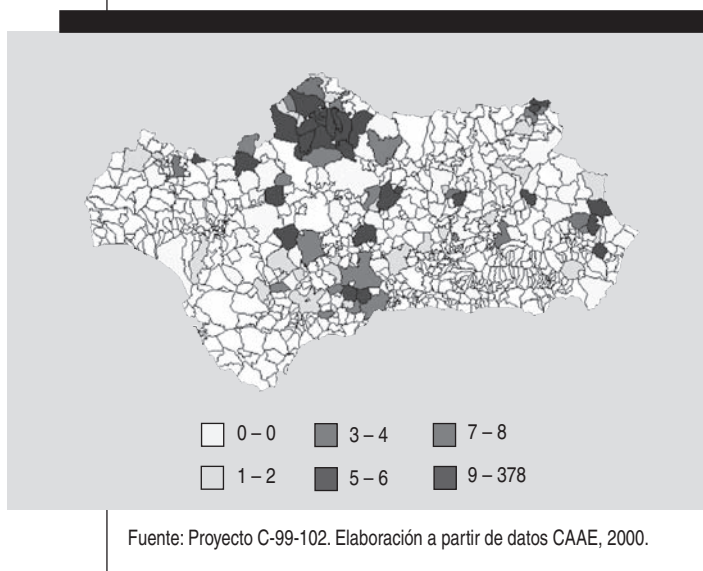 0 – 0
3 – 4
7 – 8
1 – 2
5 – 6
9 – 378
Fuente: Proyecto C-99-102. Elaboración a partir de datos CAAE, 2000.